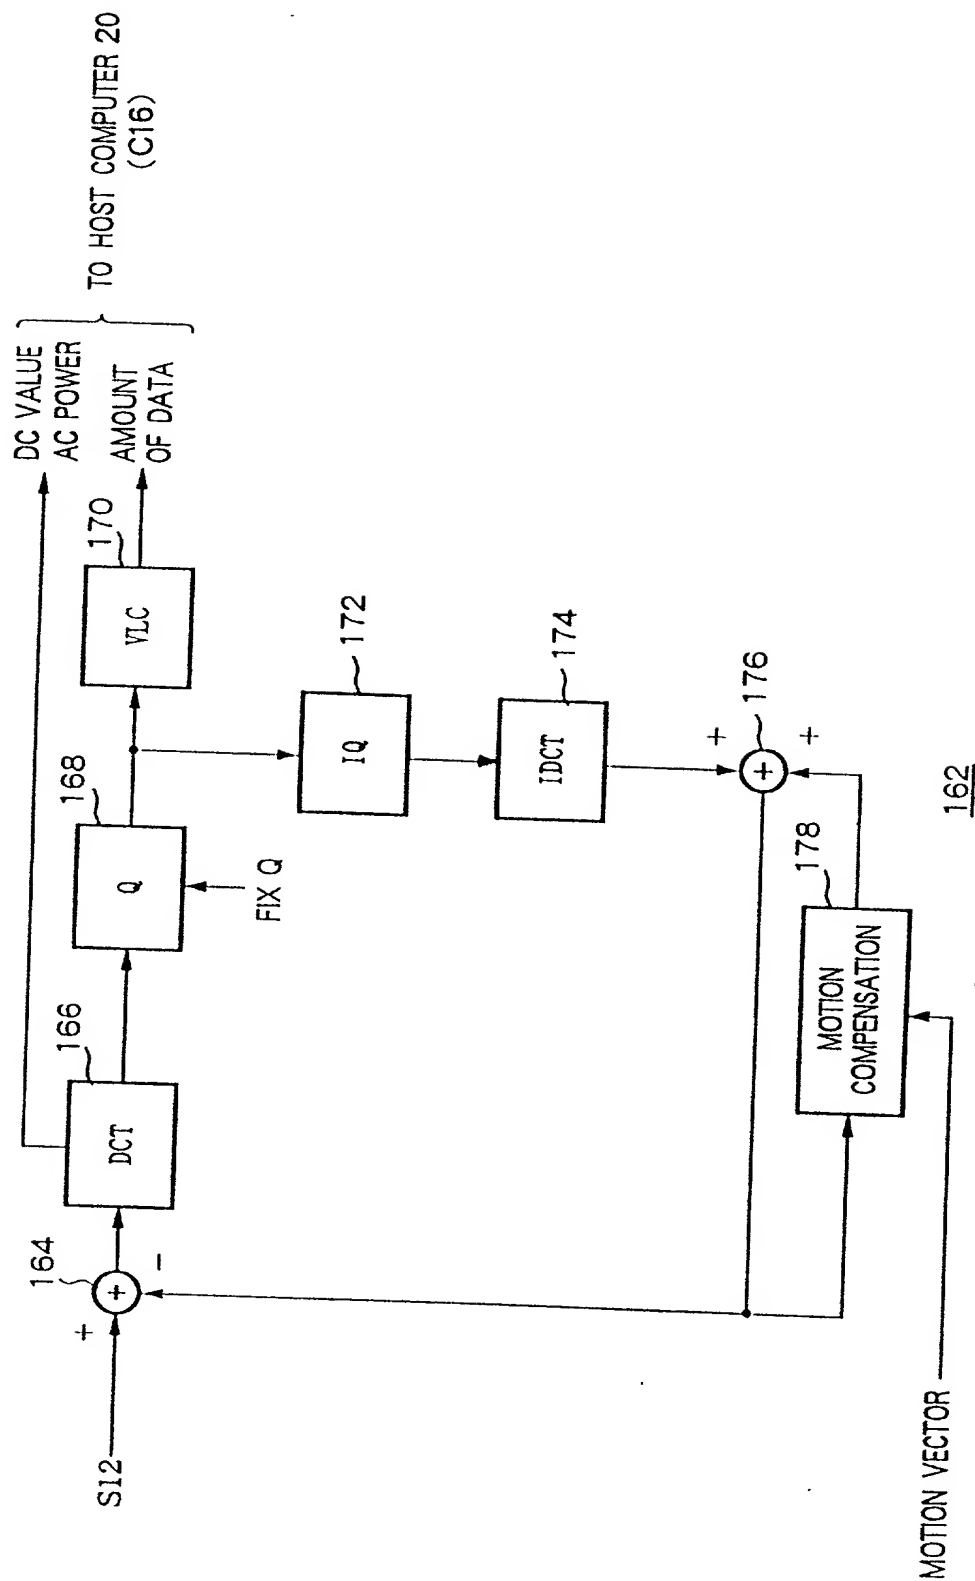 DC VALUE
AC POWER
AMOUNT
OF DATA
TO HOST COMPUTER 20
(C16)
S12
+
164
+
−
166
DCT
168
Q
FIX Q
170
VLC
172
IQ
174
IDCT
+
176
+
+
178
MOTION
COMPENSATION
MOTION VECTOR
162